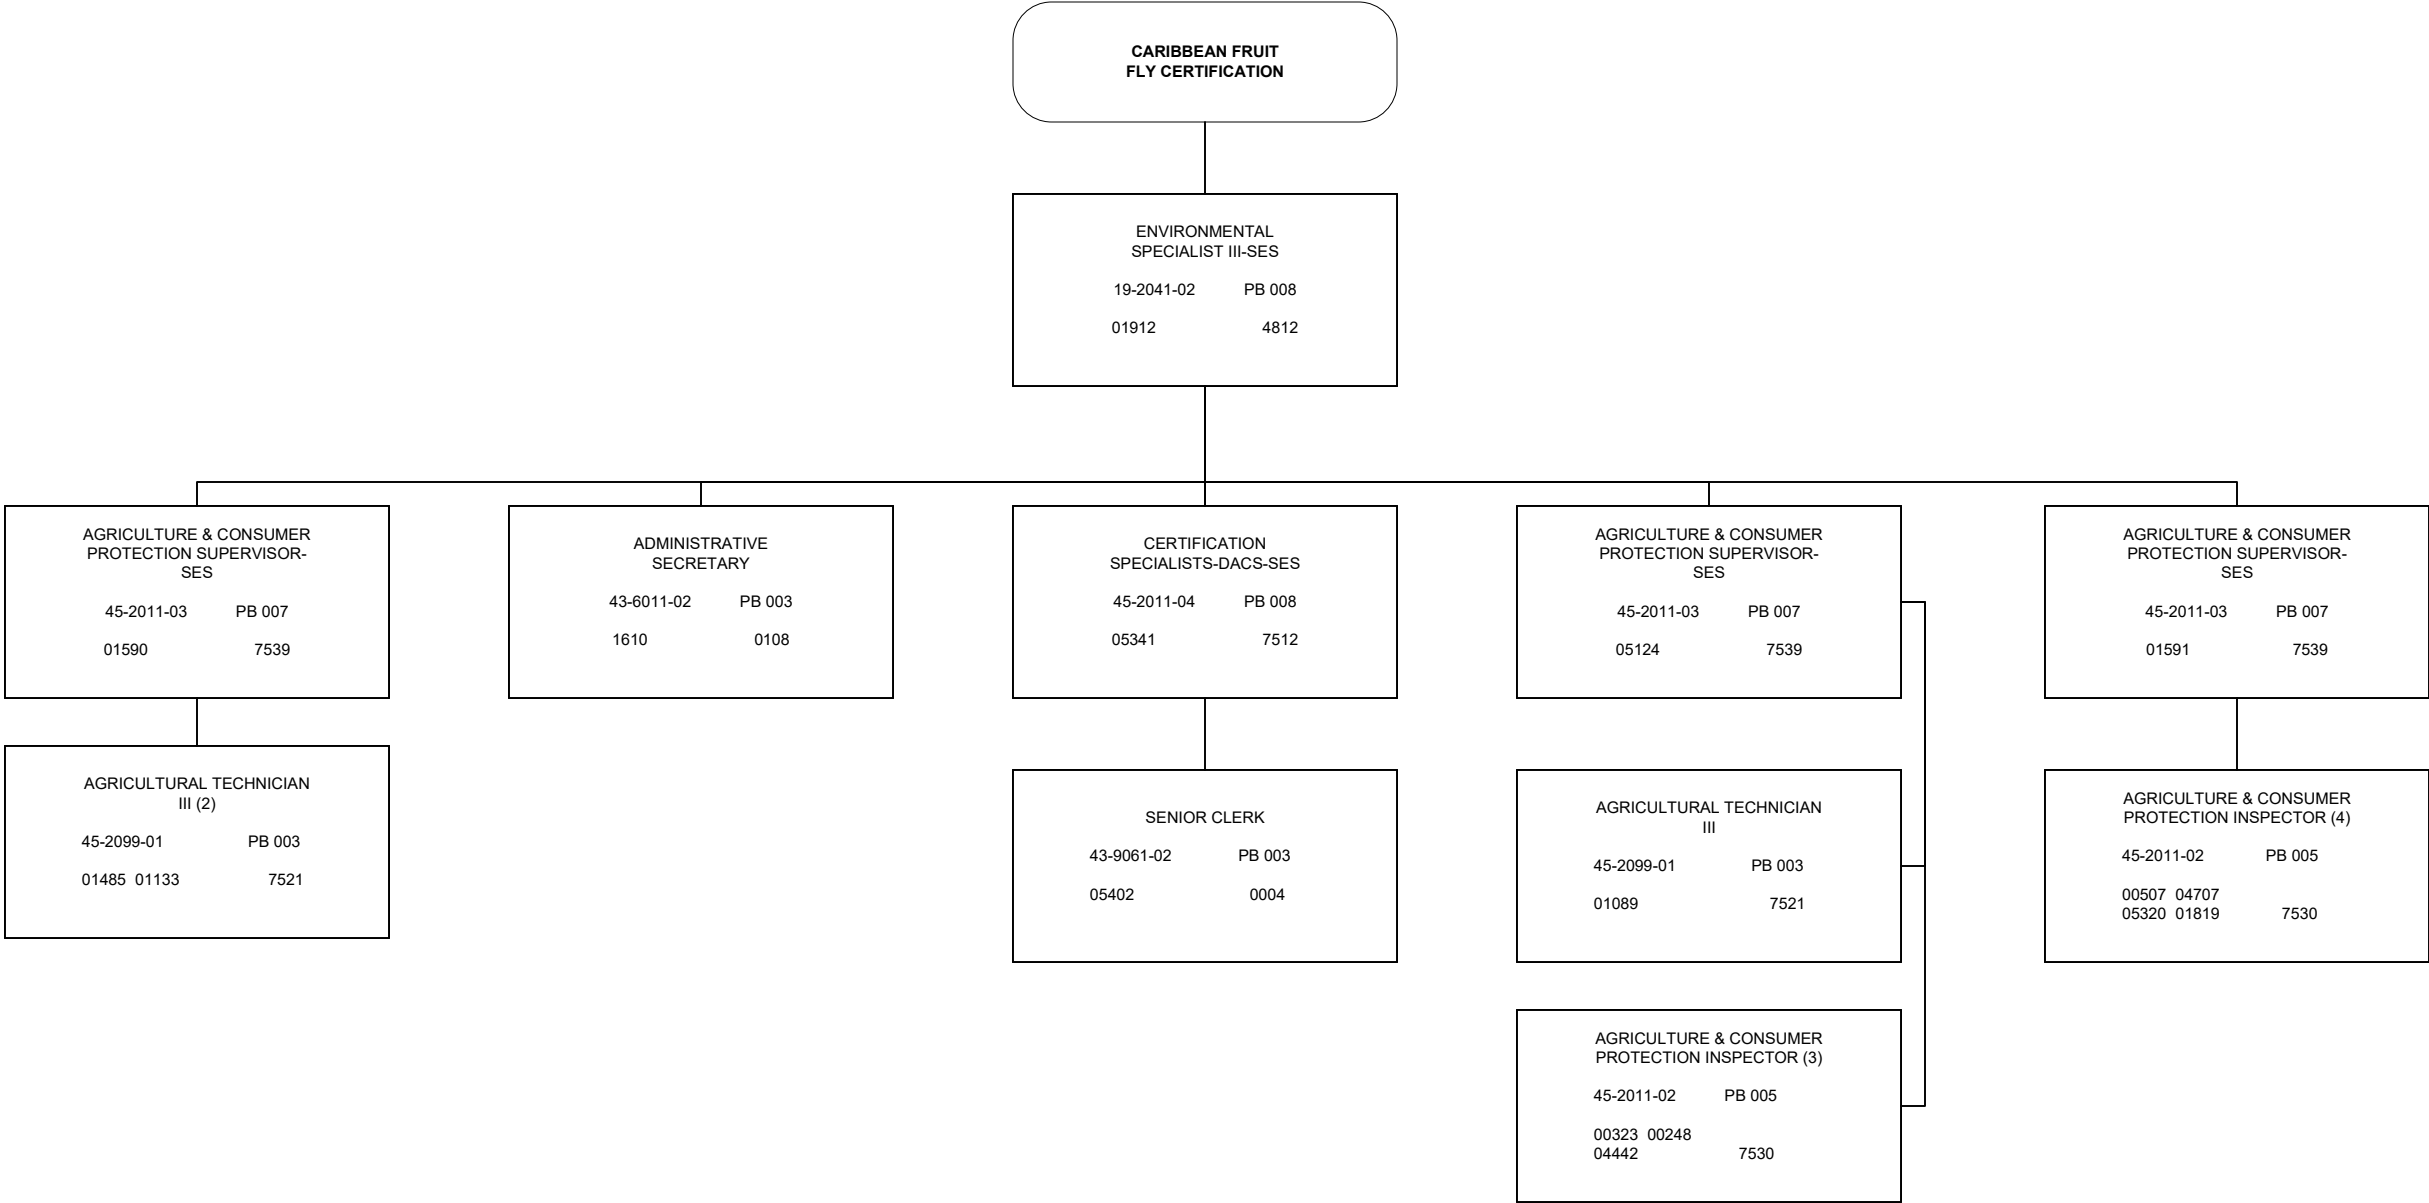 CARIBBEAN FRUIT
FLY CERTIFICATION
ENVIRONMENTAL
SPECIALIST III-SES
19-2041-02 PB 008
01912 4812
AGRICULTURE & CONSUMER
PROTECTION SUPERVISOR-
SES
45-2011-03 PB 007
01590 7539
ADMINISTRATIVE
SECRETARY
43-6011-02 PB 003
1610 0108
CERTIFICATION
SPECIALISTS-DACS-SES
45-2011-04 PB 008
05341 7512
AGRICULTURE & CONSUMER
PROTECTION SUPERVISOR-
SES
45-2011-03 PB 007
05124 7539
AGRICULTURE & CONSUMER
PROTECTION SUPERVISOR-
SES
45-2011-03 PB 007
01591 7539
AGRICULTURAL TECHNICIAN
III (2)
45-2099-01 PB 003
01485 01133 7521
SENIOR CLERK
43-9061-02 PB 003
05402 0004
AGRICULTURAL TECHNICIAN
III
45-2099-01 PB 003
01089 7521
AGRICULTURE & CONSUMER
PROTECTION INSPECTOR (4)
45-2011-02 PB 005
00507 04707
05320 01819 7530
AGRICULTURE & CONSUMER
PROTECTION INSPECTOR (3)
45-2011-02 PB 005
00323 00248
04442 7530